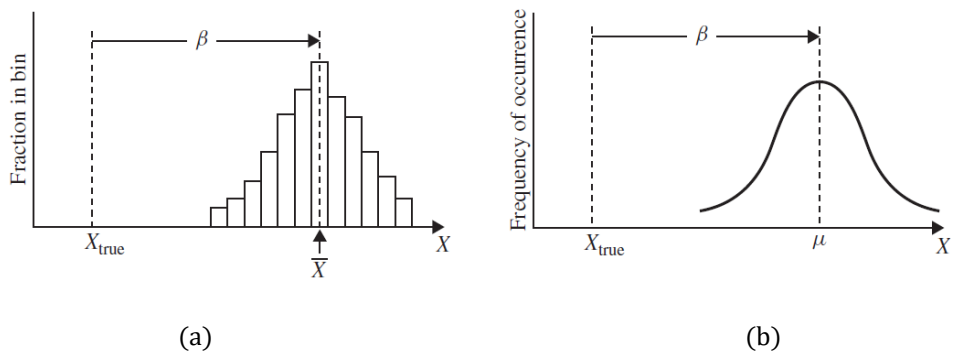 Fraction in bin
β
X_true
X̄
X
(a)
Frequency of occurrence
β
X_true
μ
X
(b)